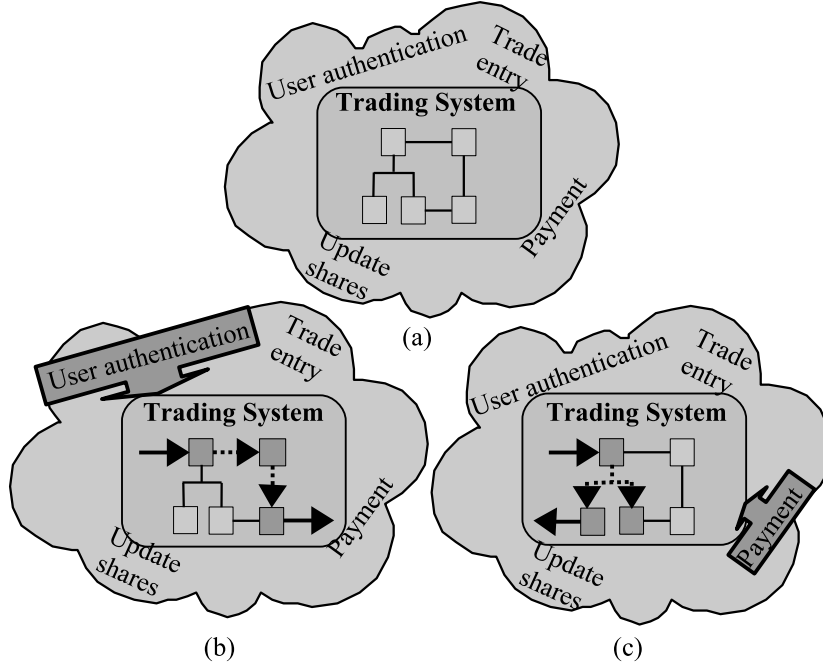 User authentication
Trade
entry
Trading System
Payment
Update
shares
(a)
User authentication
Trade
entry
Trading System
Payment
Update
shares
(b)
User authentication
Trade
entry
Trading System
Payment
Update
shares
(c)